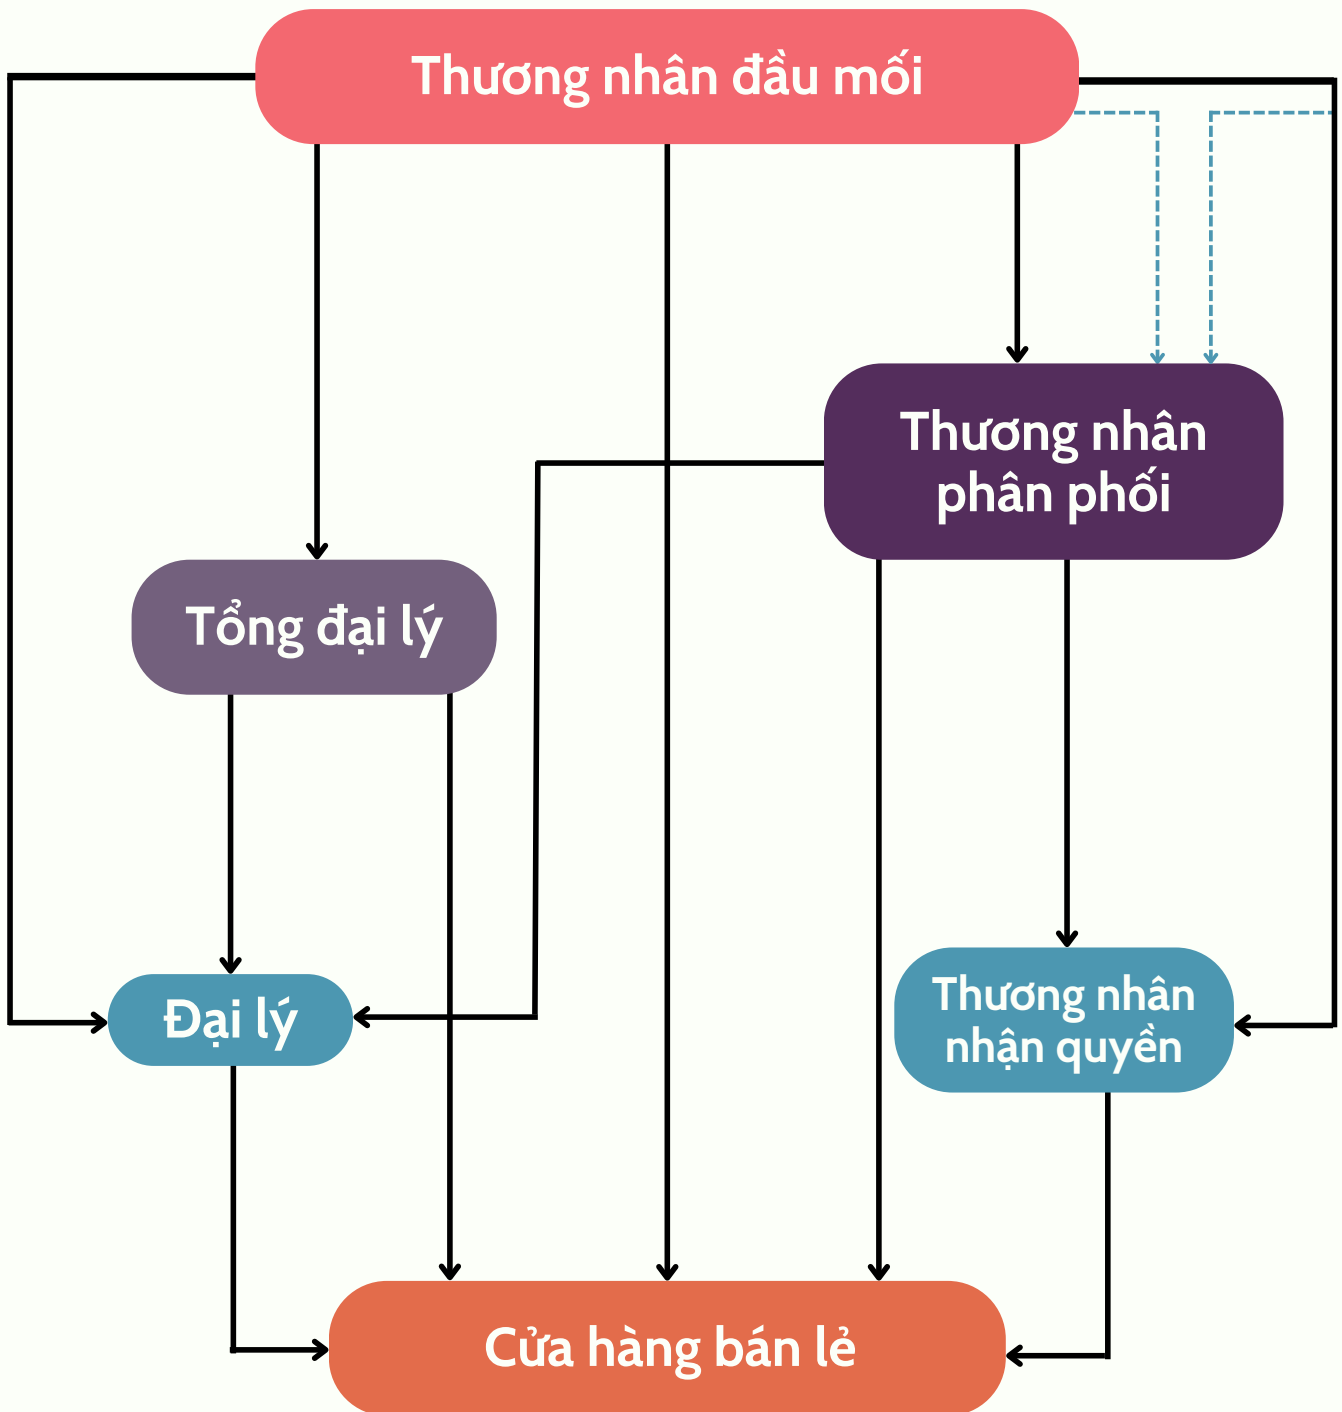 Thương nhân đầu mối
Thương nhân
phân phối
Tổng đại lý
Đại lý
Thương nhân
nhận quyền
Cửa hàng bán lẻ